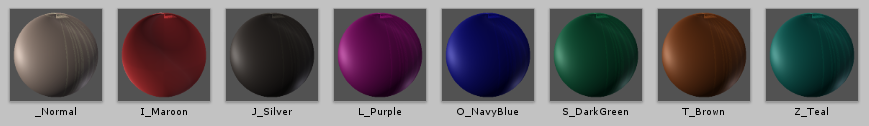 _Normal I_Maroon J_Silver L_Purple O_NavyBlue S_DarkGreen T_Brown Z_Teal